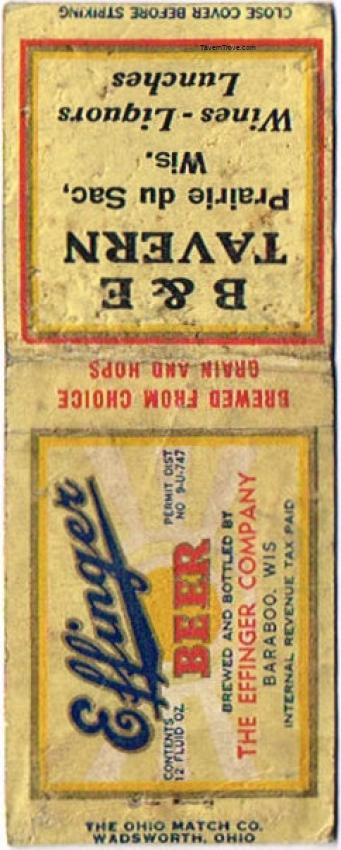 CLOSE COVER BEFORE STRIKING
TavernTrove.com
B & E
TAVERN
Prairie du Sac,
Wis.
Wines - Liquors
Lunches
BREWED FROM CHOICE
GRAIN AND HOPS
Effinger
PERMIT DIST
NO 9-U-747
CONTENTS
12 FLUID OZ.
BEER
BREWED AND BOTTLED BY
THE EFFINGER COMPANY
BARABOO. WIS
INTERNAL REVENUE TAX PAID
THE OHIO MATCH CO.
WADSWORTH, OHIO